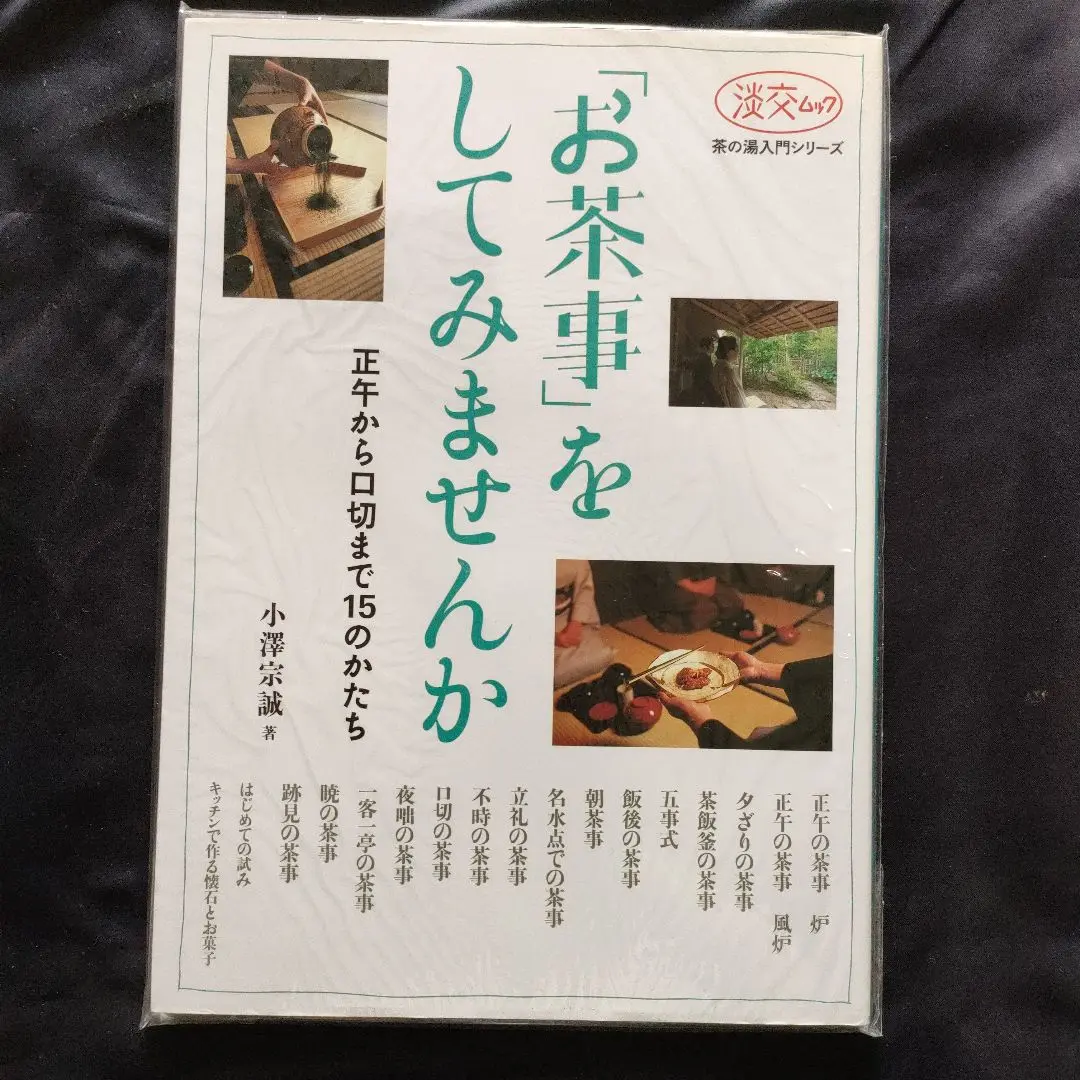 淡交ムック
茶の湯入門シリーズ
「お茶事」を
してみませんか
正午から口切まで15のかたち
小澤宗誠 著
正午の茶事 炉
正午の茶事 風炉
夕ざりの茶事
茶飯釜の茶事
五事式
飯後の茶事
朝茶事
名水点での茶事
立礼の茶事
不時の茶事
口切の茶事
夜咄の茶事
一客一亭の茶事
暁の茶事
跡見の茶事
はじめての試み
キッチンで作る懐石とお菓子